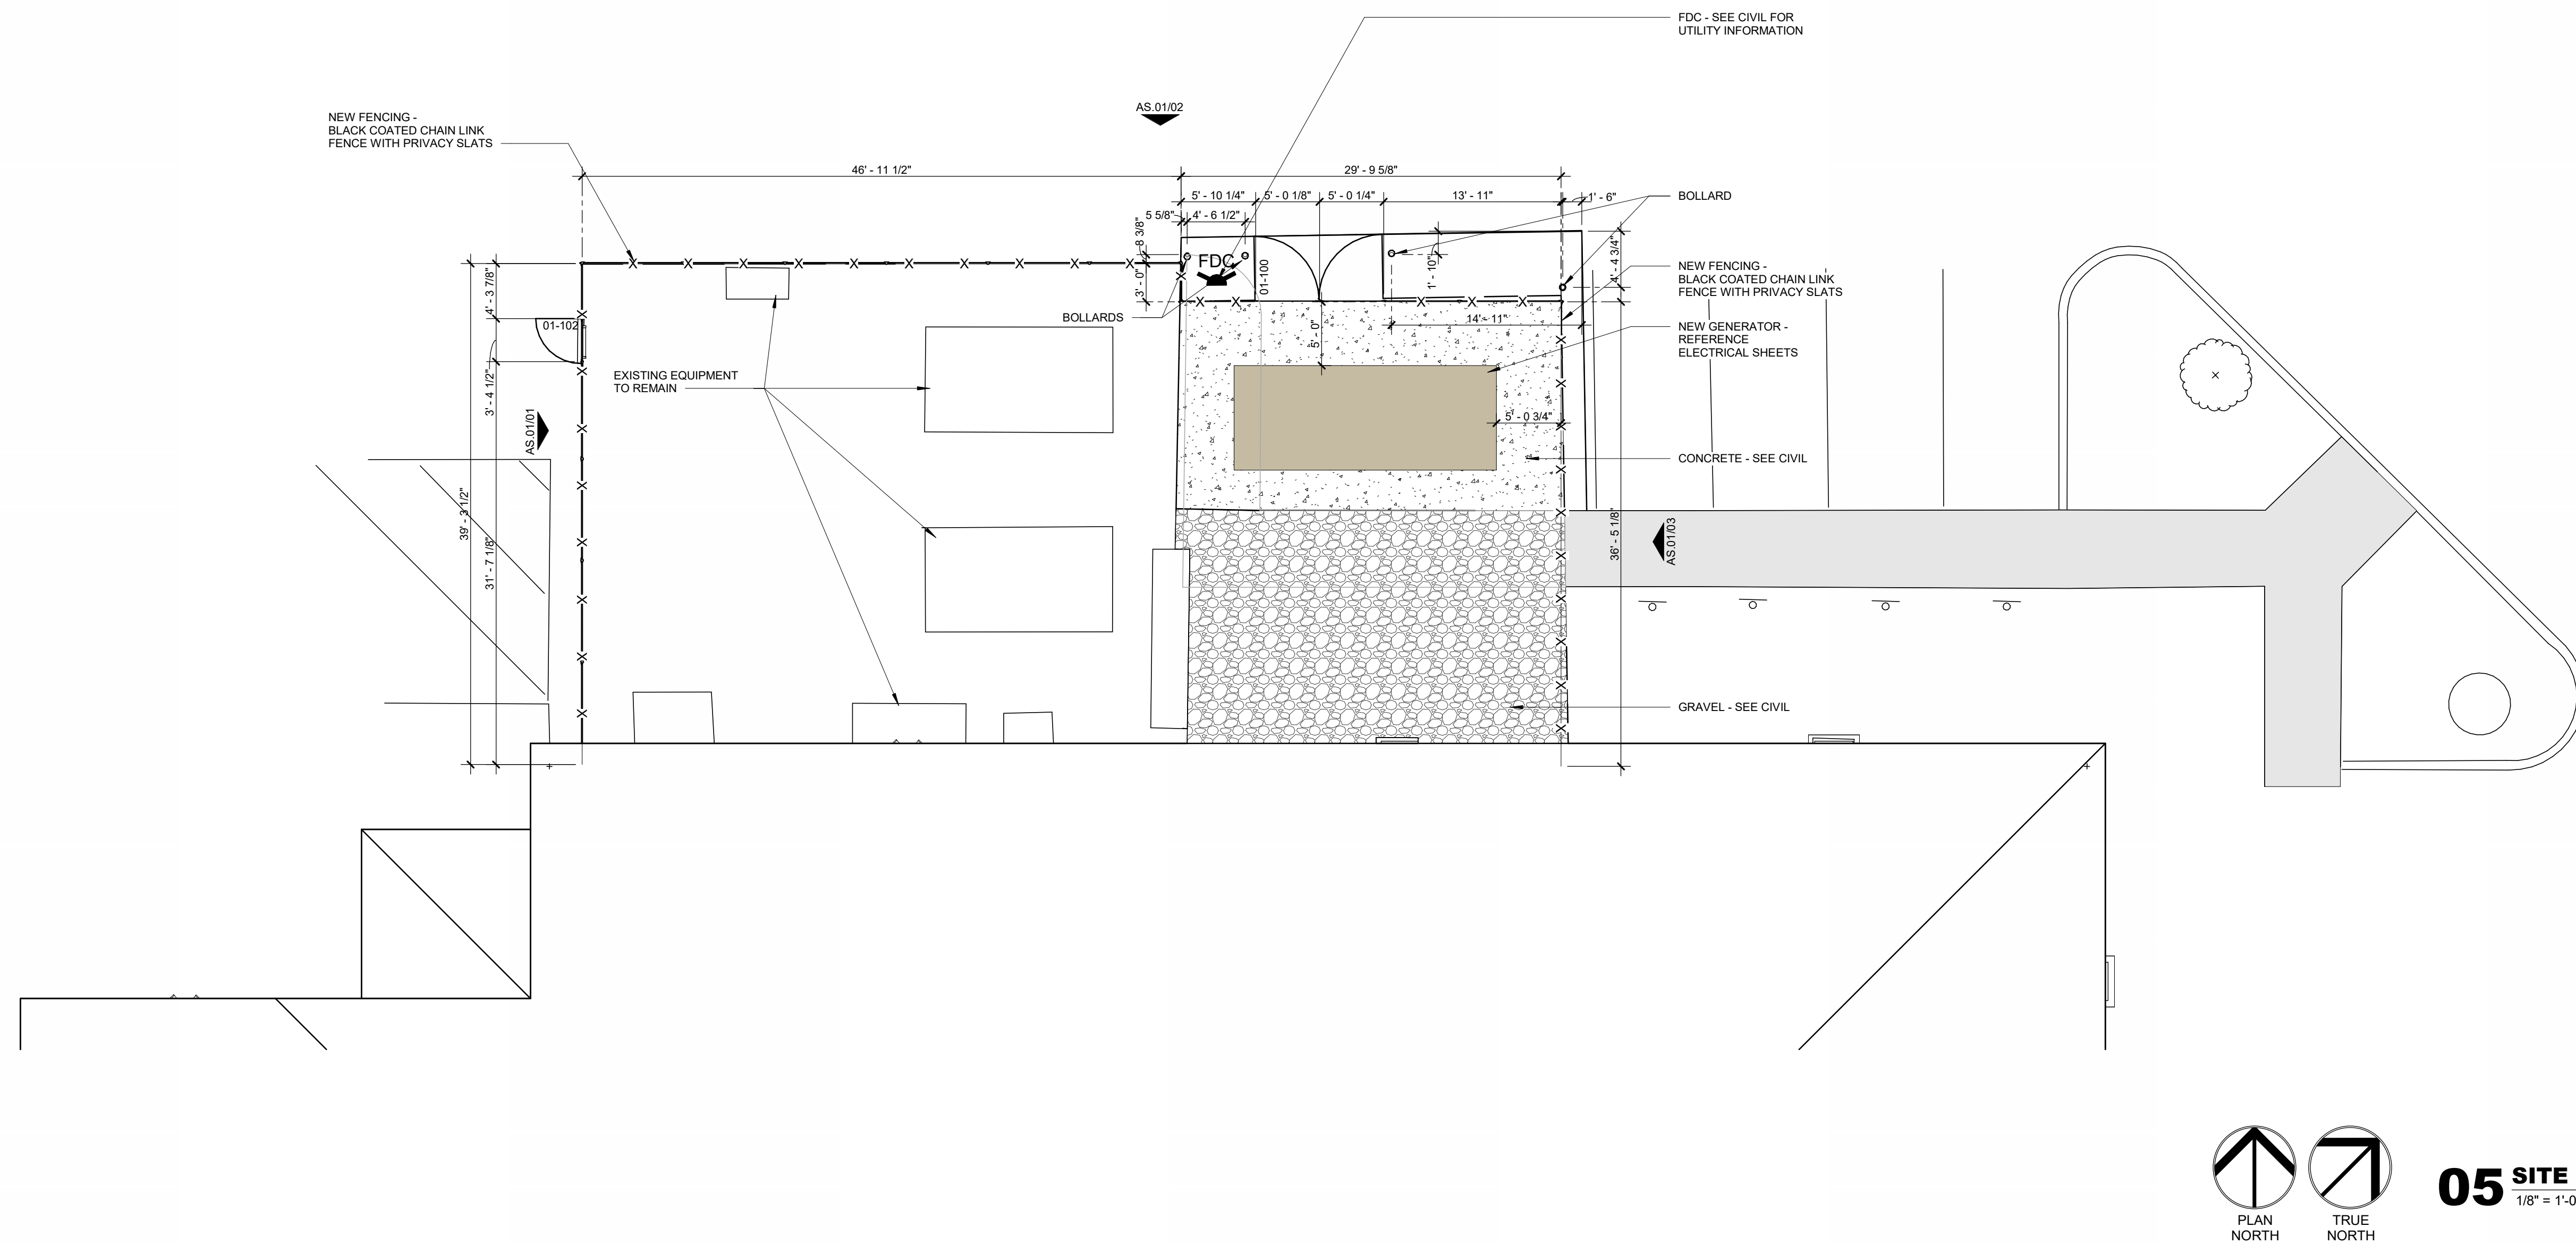 FDC - SEE CIVIL FOR
UTILITY INFORMATION
AS.01/02
NEW FENCING -
BLACK COATED CHAIN LINK
FENCE WITH PRIVACY SLATS
46' - 11 1/2"
29' - 9 5/8"
5' - 10 1/4"
5' - 0 1/8"
5' - 0 1/4"
13' - 11"
1' - 6"
BOLLARD
5 5/8"
4' - 6 1/2"
8 3/8"
3' - 0"
FDC
01-100
1' - 10"
4' - 4 3/4"
NEW FENCING -
BLACK COATED CHAIN LINK
FENCE WITH PRIVACY SLATS
4' - 3 7/8"
01-102
BOLLARDS
14' - 11"
5' - 0"
NEW GENERATOR -
REFERENCE
ELECTRICAL SHEETS
EXISTING EQUIPMENT
TO REMAIN
3' - 4 1/2"
AS.01/01
5' - 0 3/4"
CONCRETE - SEE CIVIL
39' - 3 1/2"
31' - 7 1/8"
36' - 5 1/8"
AS.01/03
GRAVEL - SEE CIVIL
PLAN
NORTH
TRUE
NORTH
05 SITE
1/8" = 1'-0